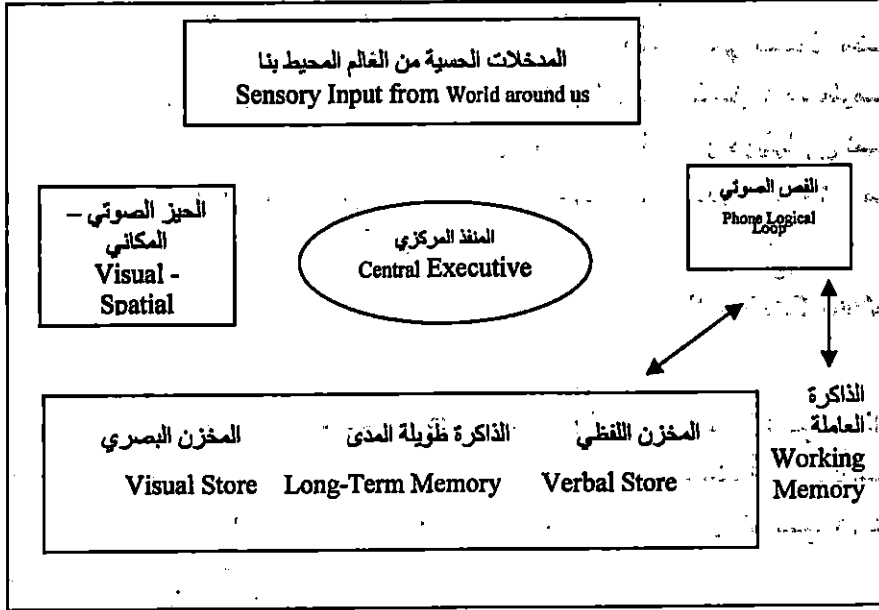 المدخلات الحسية من العالم المحيط بنا
Sensory Input from World around us
الحيز الصوتي –
المكاني
Visual -
Spatial
المنفذ المركزي
Central Executive
الفص الصوتي
Phone Logical
Loop
المخزن البصري
Visual Store
الذاكرة طويلة المدى
Long-Term Memory
المخزن اللفظي
Verbal Store
الذاكرة
العاملة
Working
Memory